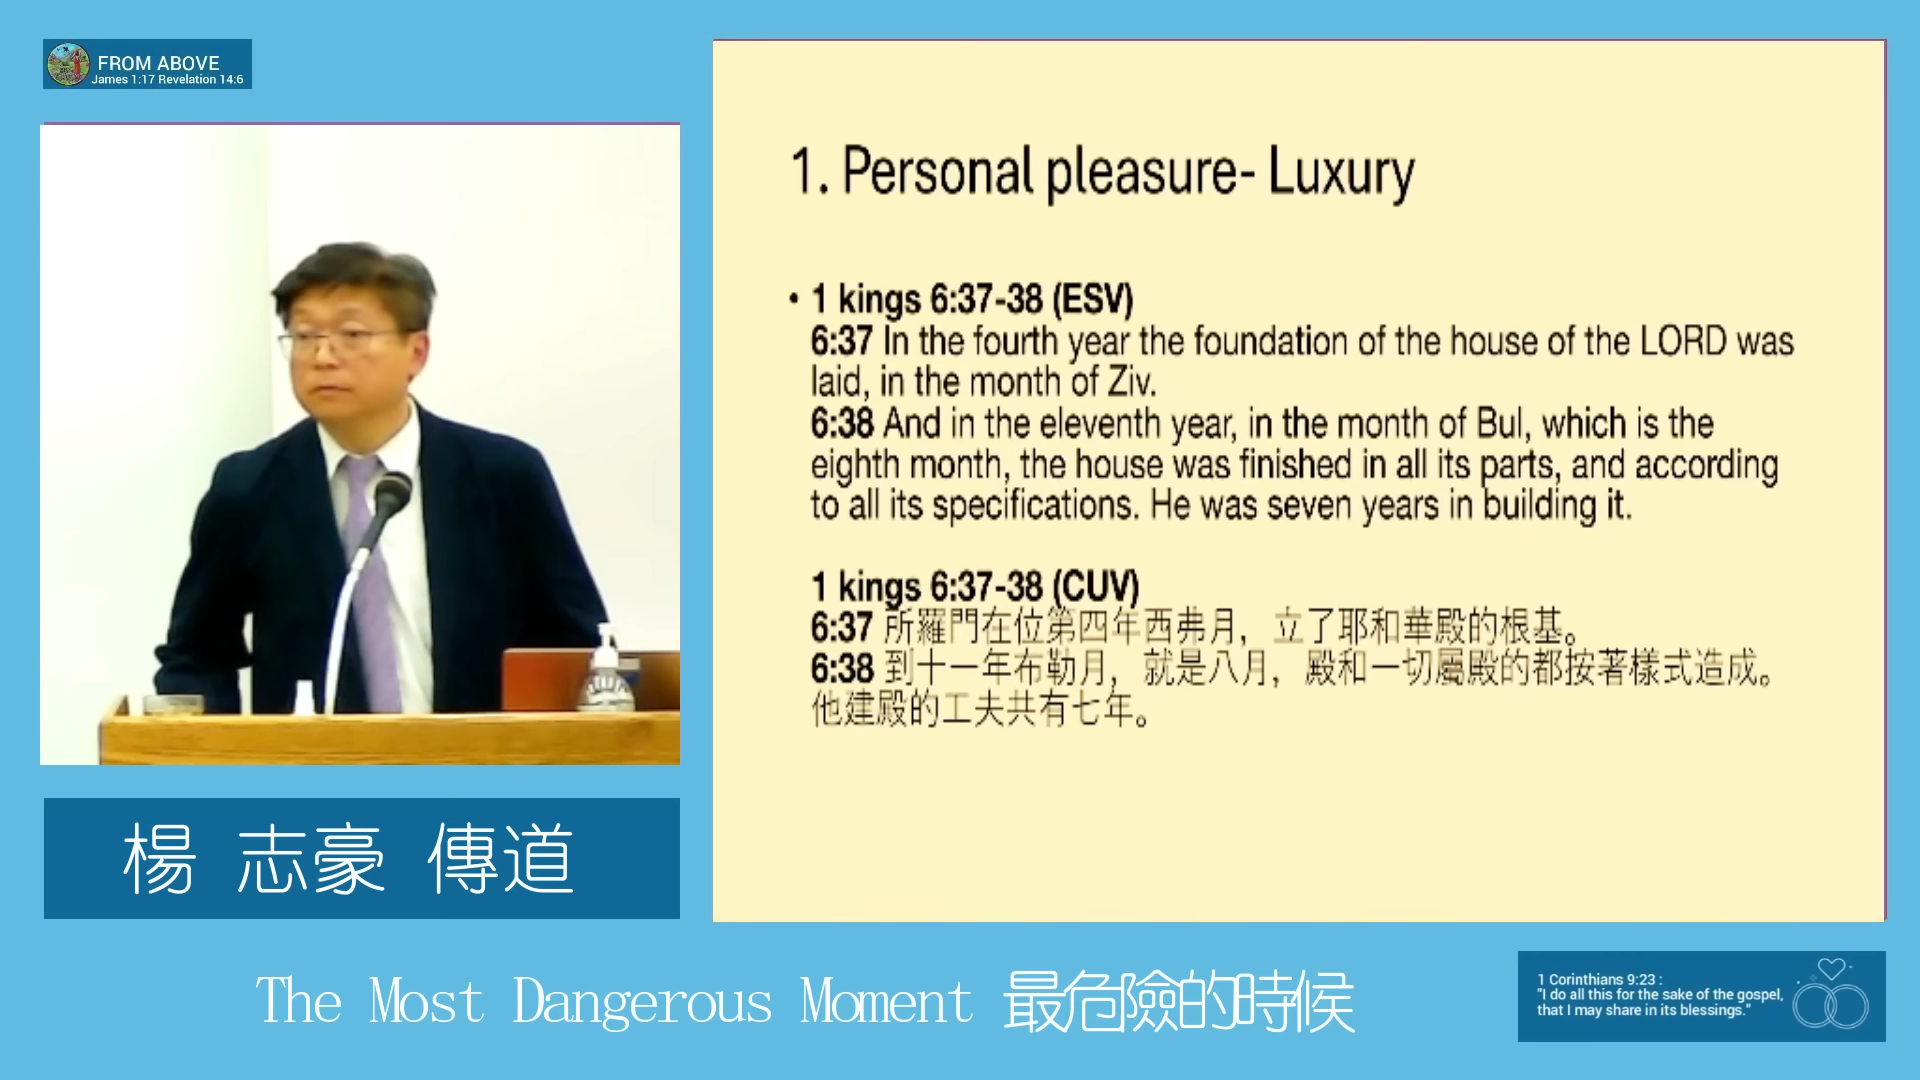 FROM ABOVE
James 1:17 Revelation 14:6
1. Personal pleasure- Luxury
• 1 kings 6:37-38 (ESV)
6:37 In the fourth year the foundation of the house of the LORD was
laid, in the month of Ziv.
6:38 And in the eleventh year, in the month of Bul, which is the
eighth month, the house was finished in all its parts, and according
to all its specifications. He was seven years in building it.
1 kings 6:37-38 (CUV)
6:37 所羅門在位第四年西弗月，立了耶和華殿的根基。
6:38 到十一年布勒月，就是八月，殿和一切屬殿的都按著樣式造成。
他建殿的工夫共有七年。
楊 志豪 傳道
The Most Dangerous Moment 最危險的時候
1 Corinthians 9:23 :
"I do all this for the sake of the gospel,
that I may share in its blessings."